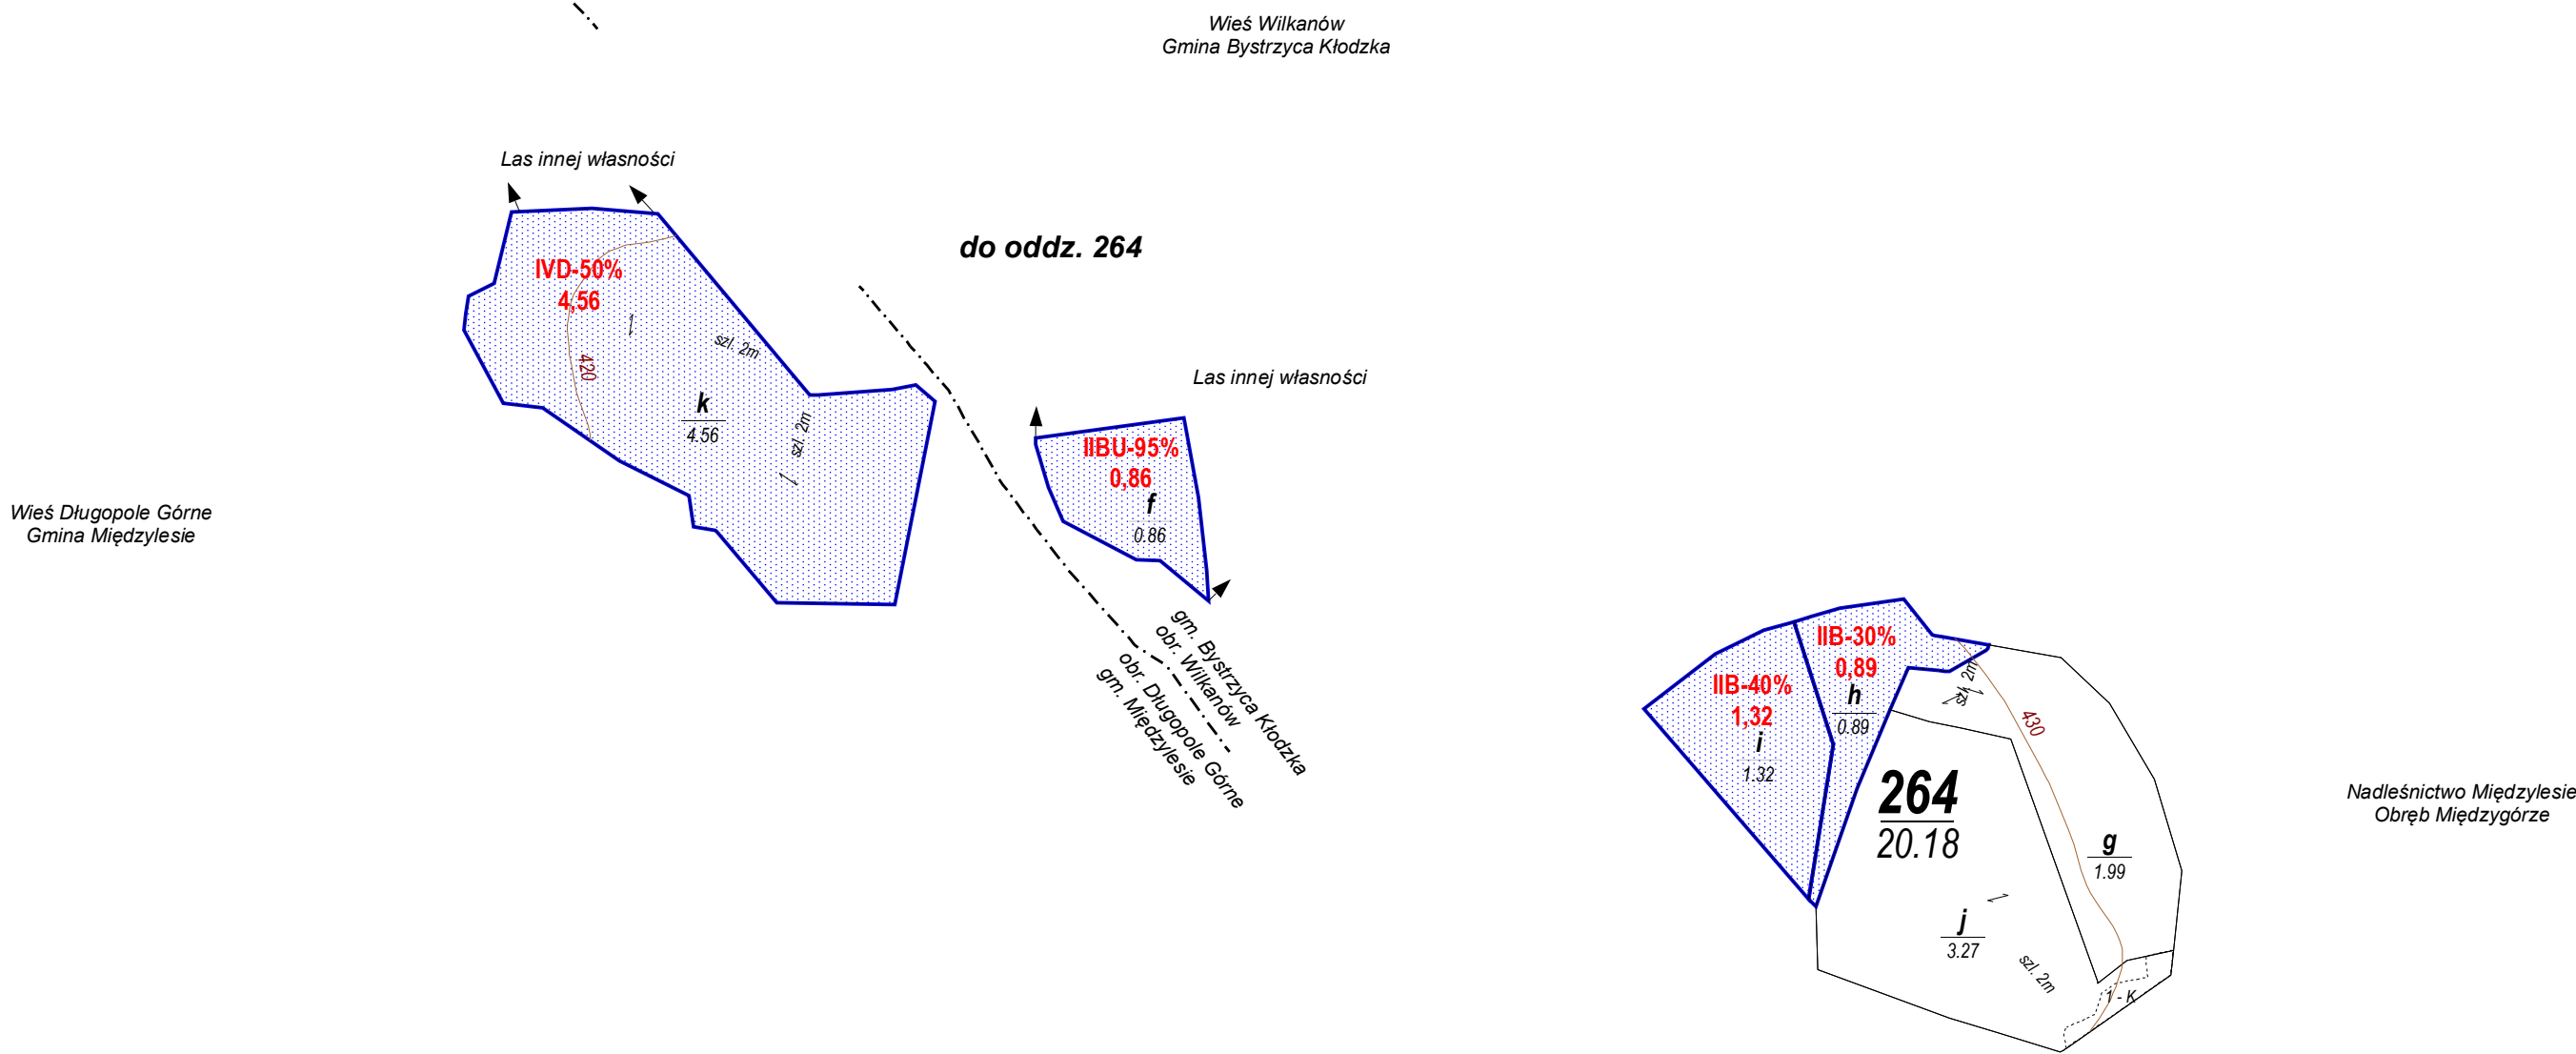 Wieś Wilkanów
Gmina Bystrzyca Kłodzka
Las innej własności
do oddz. 264
IVD-50%
4,56
szl. 2m
420
k
4.56
szl. 2m
Las innej własności
IIBU-95%
0,86
f
0.86
Wieś Długopole Górne
Gmina Międzylesie
gm. Bystrzyca Kłodzka
obr. Wilkanów
obr. Długopole Górne
gm. Międzylesie
IIB-30%
0,89
h
0.89
IIB-40%
1,32
i
1.32
szl. 2m
430
264
20.18
Nadleśnictwo Międzylesie
Obręb Międzygórze
g
1.99
j
3.27
szl. 2m
1 - K